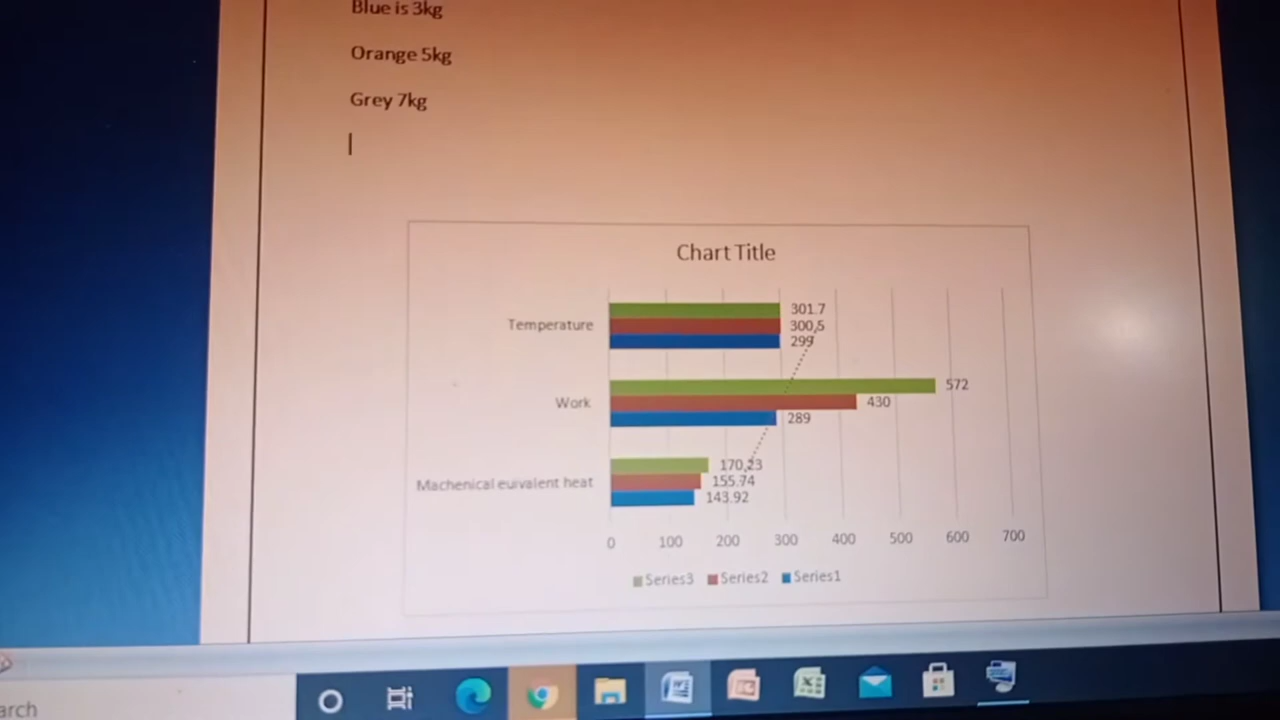 Blue is 3kg
Orange 5kg
Grey 7kg
Chart Title
Temperature
301.7
300,5
299
Work
572
430
289
Machenical euivalent heat
170,23
155.74
143.92
0 100 200 300 400 500 600 700
Series3 Series2 Series1
arch